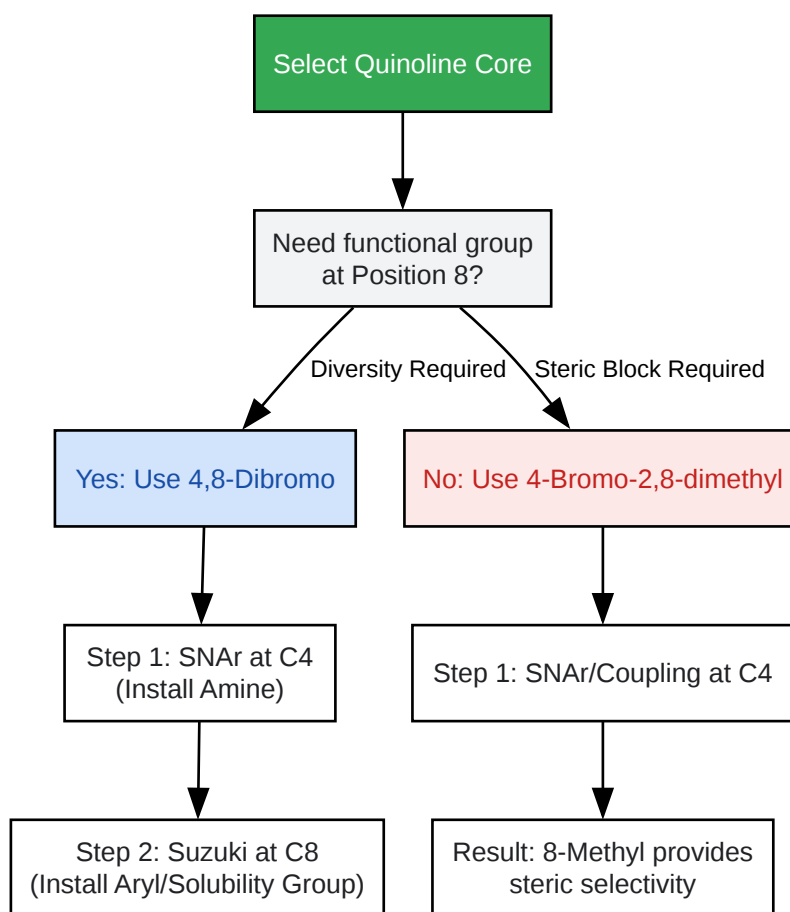 Select Quinoline Core
Need functional group
at Position 8?
Diversity Required
Steric Block Required
Yes: Use 4,8-Dibromo
No: Use 4-Bromo-2,8-dimethyl
Step 1: SNAr at C4
(Install Amine)
Step 1: SNAr/Coupling at C4
Step 2: Suzuki at C8
(Install Aryl/Solubility Group)
Result: 8-Methyl provides
steric selectivity